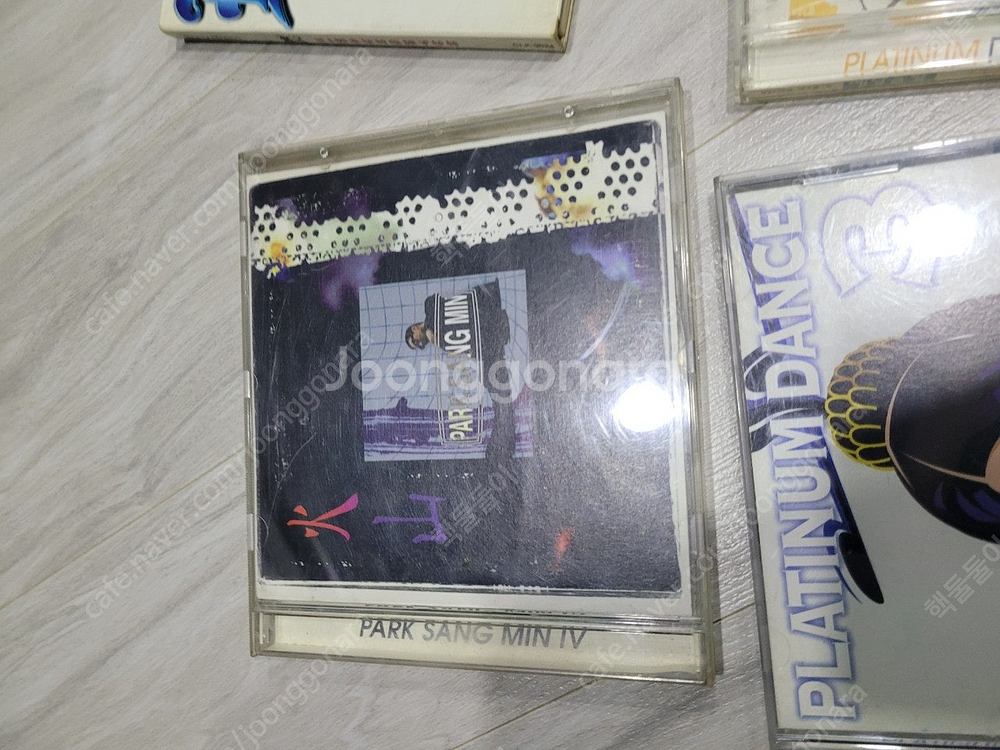 PLATINUM
PARK SANG MIN
火山
PARK SANG MIN IV
PLATINUM DANCE
3
Joonggonara
cafe.naver.com/joonggonara